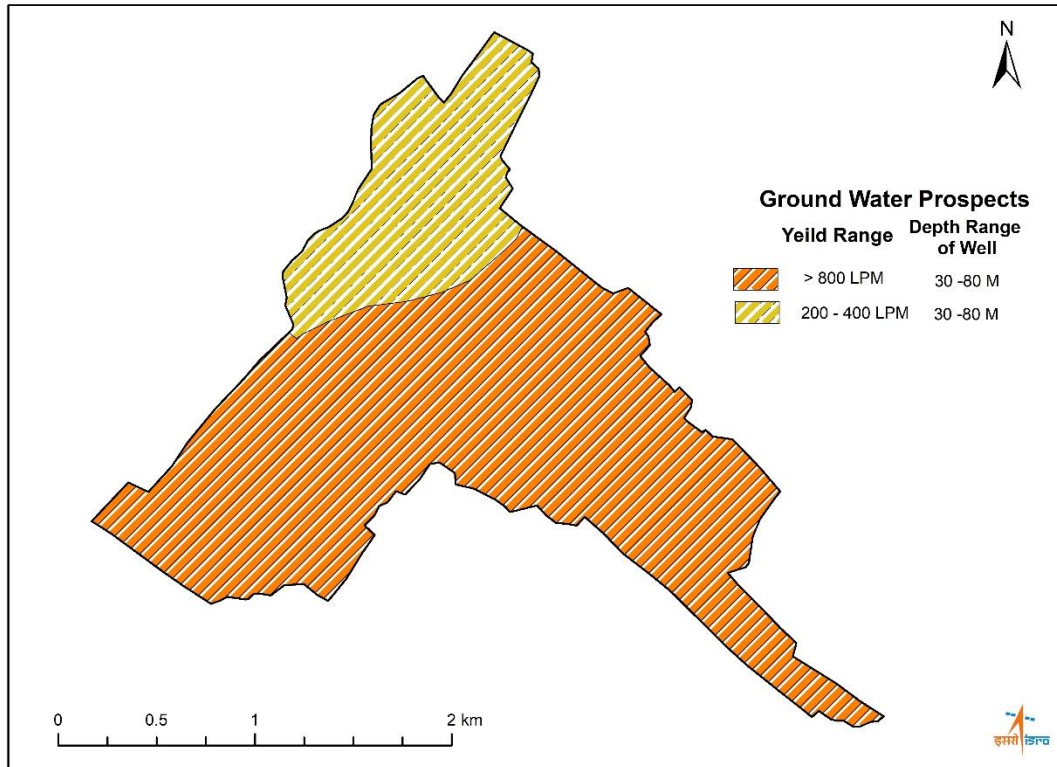 N
Ground Water Prospects
Yeild Range Depth Range of Well
> 800 LPM 30 -80 M
200 - 400 LPM 30 -80 M
0 0.5 1 2 km
इसरो isro